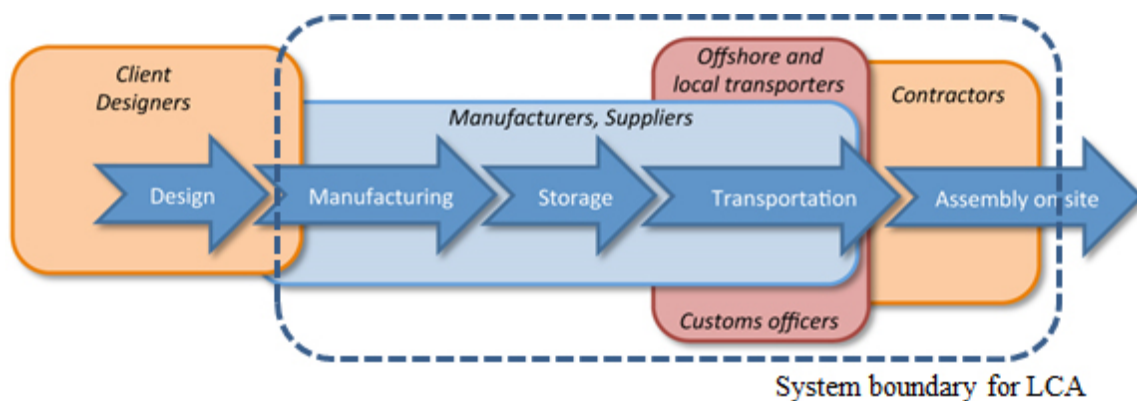 Client
Designers
Offshore and
local transporters
Contractors
Manufacturers, Suppliers
Design
Manufacturing
Storage
Transportation
Assembly on site
Customs officers
System boundary for LCA